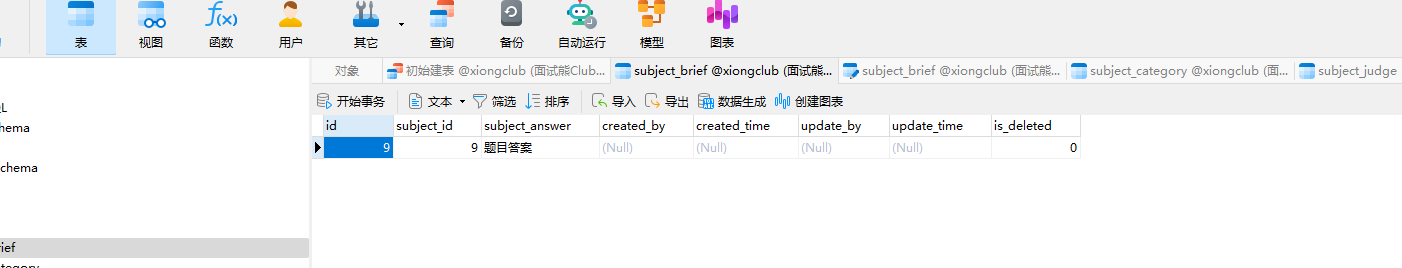 表 视图 f(x) 函数 用户 其它 查询 备份 自动运行 模型 图表
对象 初始建表 @xiongclub (面试熊Club... subject_brief @xiongclub (面试熊... subject_brief @xiongclub (面试熊... subject_category @xiongclub (面... subject_judge
开始事务 文本 筛选 排序 导入 导出 数据生成 创建图表
QL
hema
chema
rief
ategory
id subject_id subject_answer created_by created_time update_by update_time is_deleted
9 9 题目答案 (Null) (Null) (Null) (Null) 0